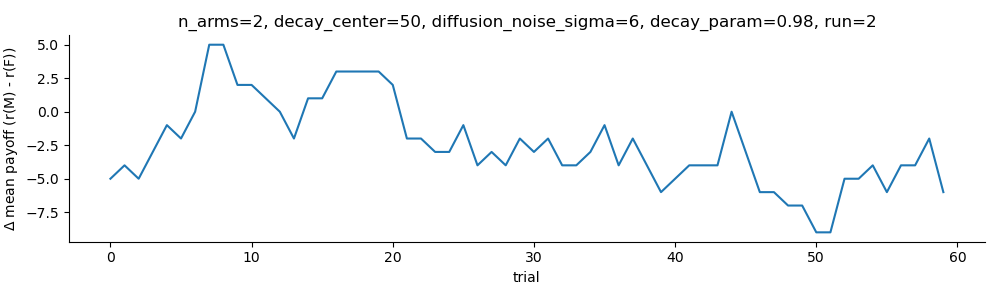 n_arms=2, decay_center=50, diffusion_noise_sigma=6, decay_param=0.98, run=2
Δ mean payoff (r(M) - r(F))
5.0
2.5
0.0
−2.5
−5.0
−7.5
0 10 20 30 40 50 60
trial